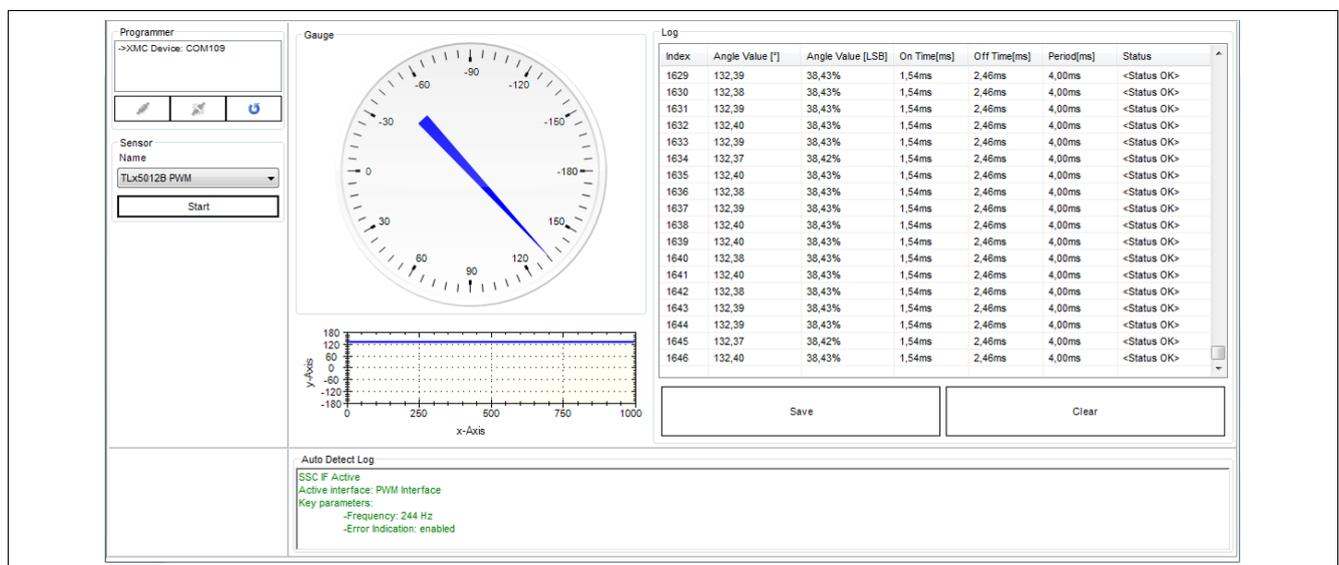 Programmer
->XMC Device: COM109
Sensor
Name
TLx5012B PWM
Start
Gauge
-90
-60
-120
-30
-150
0
-180
30
150
60
120
90
180
120
60
0
-60
-120
-180
y-Axis
0 250 500 750 1000
x-Axis
Log
Index Angle Value [°] Angle Value [LSB] On Time[ms] Off Time[ms] Period[ms] Status
1629 132,39 38,43% 1,54ms 2,46ms 4,00ms <Status OK>
1630 132,38 38,43% 1,54ms 2,46ms 4,00ms <Status OK>
1631 132,39 38,43% 1,54ms 2,46ms 4,00ms <Status OK>
1632 132,40 38,43% 1,54ms 2,46ms 4,00ms <Status OK>
1633 132,39 38,43% 1,54ms 2,46ms 4,00ms <Status OK>
1634 132,37 38,42% 1,54ms 2,46ms 4,00ms <Status OK>
1635 132,40 38,43% 1,54ms 2,46ms 4,00ms <Status OK>
1636 132,38 38,43% 1,54ms 2,46ms 4,00ms <Status OK>
1637 132,39 38,43% 1,54ms 2,46ms 4,00ms <Status OK>
1638 132,40 38,43% 1,54ms 2,46ms 4,00ms <Status OK>
1639 132,40 38,43% 1,54ms 2,46ms 4,00ms <Status OK>
1640 132,38 38,43% 1,54ms 2,46ms 4,00ms <Status OK>
1641 132,40 38,43% 1,54ms 2,46ms 4,00ms <Status OK>
1642 132,38 38,43% 1,54ms 2,46ms 4,00ms <Status OK>
1643 132,39 38,43% 1,54ms 2,46ms 4,00ms <Status OK>
1644 132,39 38,43% 1,54ms 2,46ms 4,00ms <Status OK>
1645 132,37 38,42% 1,54ms 2,46ms 4,00ms <Status OK>
1646 132,40 38,43% 1,54ms 2,46ms 4,00ms <Status OK>
Save
Clear
Auto Detect Log
SSC IF Active
Active interface: PWM Interface
Key parameters:
-Frequency: 244 Hz
-Error Indication: enabled